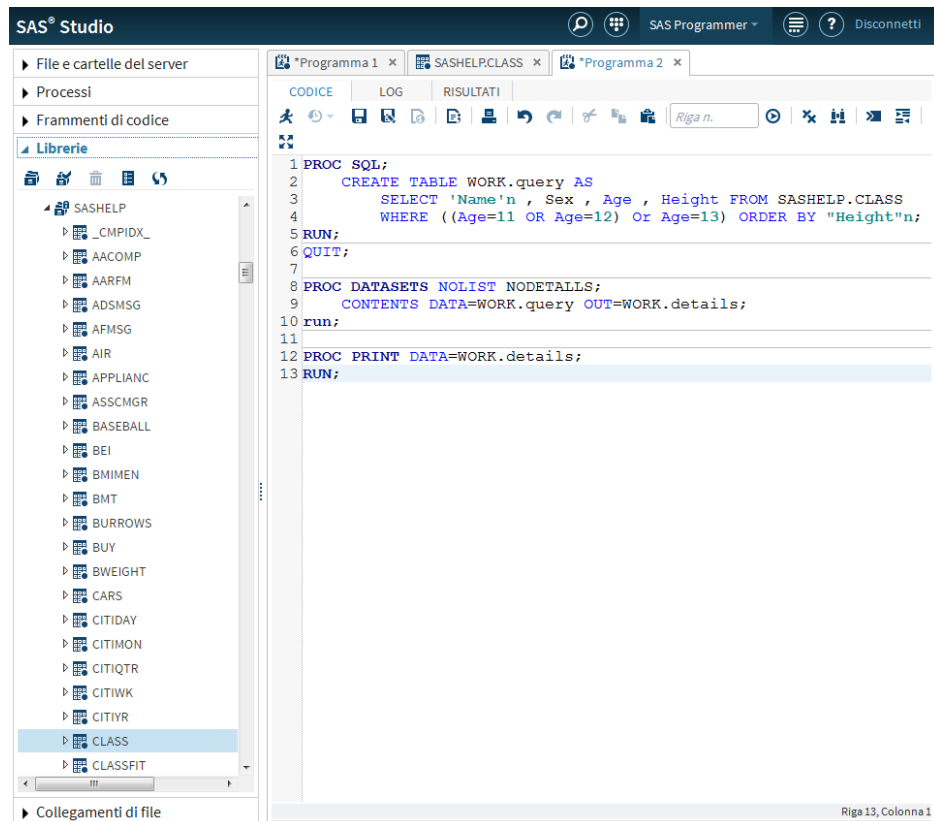 SAS® Studio
SAS Programmer
? Disconnetti
File e cartelle del server
Processi
Frammenti di codice
Librerie
SASHELP
_CMPIDX_
AACOMP
AARFM
ADSMSG
AFMSG
AIR
APPLIANC
ASSCMGR
BASEBALL
BEI
BMIMEN
BMT
BURROWS
BUY
BWEIGHT
CARS
CITIDAY
CITIMON
CITIQTR
CITIWK
CITIYR
CLASS
CLASSFIT
Collegamenti di file
*Programma 1 ×
SASHELP.CLASS ×
*Programma 2 ×
CODICE LOG RISULTATI
Riga n.
1 PROC SQL;
2 CREATE TABLE WORK.query AS
3 SELECT 'Name'n , Sex , Age , Height FROM SASHELP.CLASS
4 WHERE ((Age=11 OR Age=12) Or Age=13) ORDER BY "Height"n;
5 RUN;
6 QUIT;
7
8 PROC DATASETS NOLIST NODETALLS;
9 CONTENTS DATA=WORK.query OUT=WORK.details;
10 run;
11
12 PROC PRINT DATA=WORK.details;
13 RUN;
Riga 13, Colonna 1